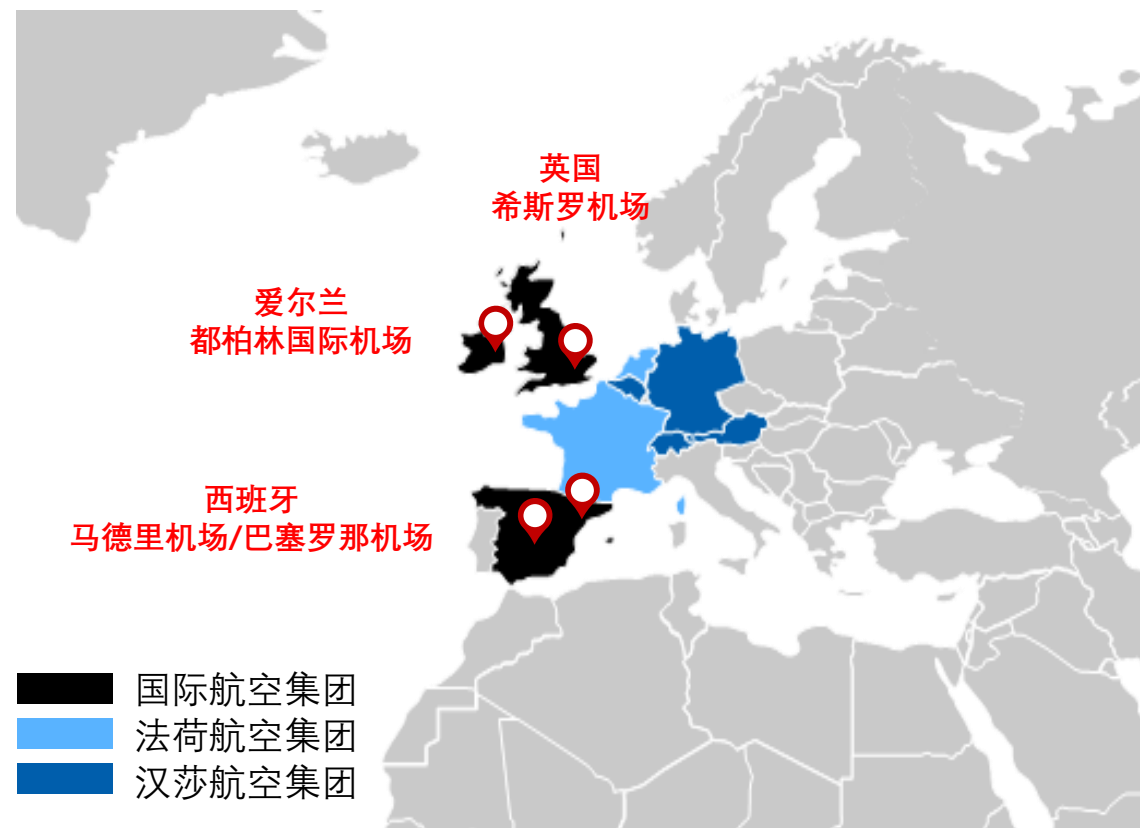 英国
希斯罗机场
爱尔兰
都柏林国际机场
西班牙
马德里机场/巴塞罗那机场
国际航空集团
法荷航空集团
汉莎航空集团